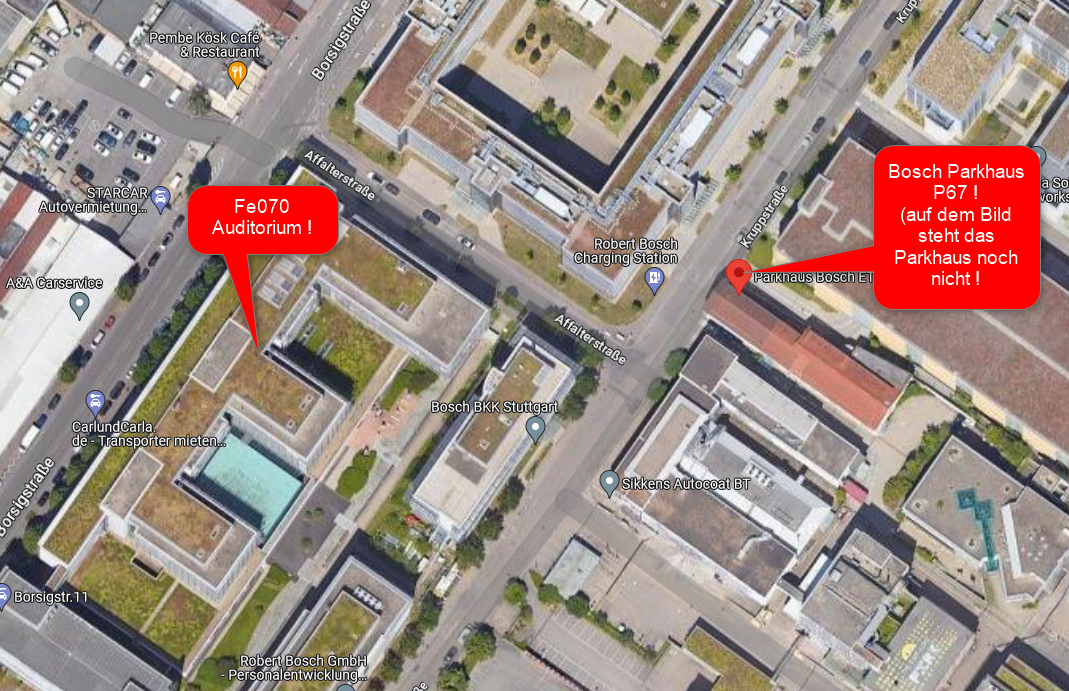 Pembe Kösk Café
& Restaurant
Borsigstraße
Affalterstraße
STARCAR
Autovermietung...
Fe070
Auditorium !
Kruppstraße
Bosch Parkhaus
P67 !
(auf dem Bild
steht das
Parkhaus noch
nicht !
Robert Bosch
Charging Station
Parkhaus Bosch ET
A&A Carservice
Affalterstraße
Bosch BKK Stuttgart
CarlundCarla.
de - Transporter mieten...
Sikkens Autocoat BT
Borsigstraße
Borsigstr.11
Robert Bosch GmbH
- Personalentwicklung...